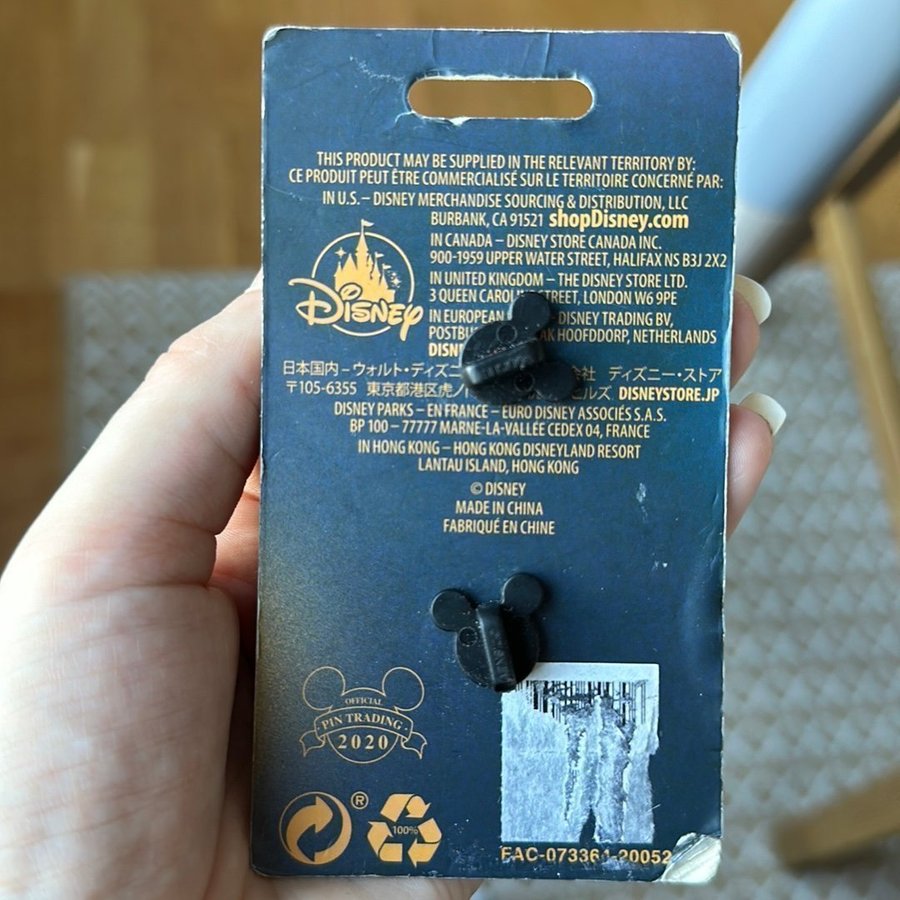 THIS PRODUCT MAY BE SUPPLIED IN THE RELEVANT TERRITORY BY:
CE PRODUIT PEUT ÊTRE COMMERCIALISÉ SUR LE TERRITOIRE CONCERNÉ PAR:
IN U.S. – DISNEY MERCHANDISE SOURCING & DISTRIBUTION, LLC
BURBANK, CA 91521 shopDisney.com
Disney
IN CANADA – DISNEY STORE CANADA INC.
900-1959 UPPER WATER STREET, HALIFAX NS B3J 2X2
IN UNITED KINGDOM – THE DISNEY STORE LTD.
3 QUEEN STREET, LONDON W6 9PE
IN EUROPEAN DISNEY TRADING BV,
HOOFDDORP, NETHERLANDS
日本国内 – ウォルト・ディズニ 会社 ディズニー・ストア
〒105-6355 東京都港区虎ノ ビルズ DISNEYSTORE.JP
DISNEY PARKS – EN FRANCE – EURO DISNEY ASSOCIÉS S.A.S.
BP 100 – 77777 MARNE-LA-VALLÉE CEDEX 04, FRANCE
IN HONG KONG – HONG KONG DISNEYLAND RESORT
LANTAU ISLAND, HONG KONG
© DISNEY
MADE IN CHINA
FABRIQUÉ EN CHINE
OFFICIAL
PIN TRADING
2020
®
100%
FAC-073364-20052